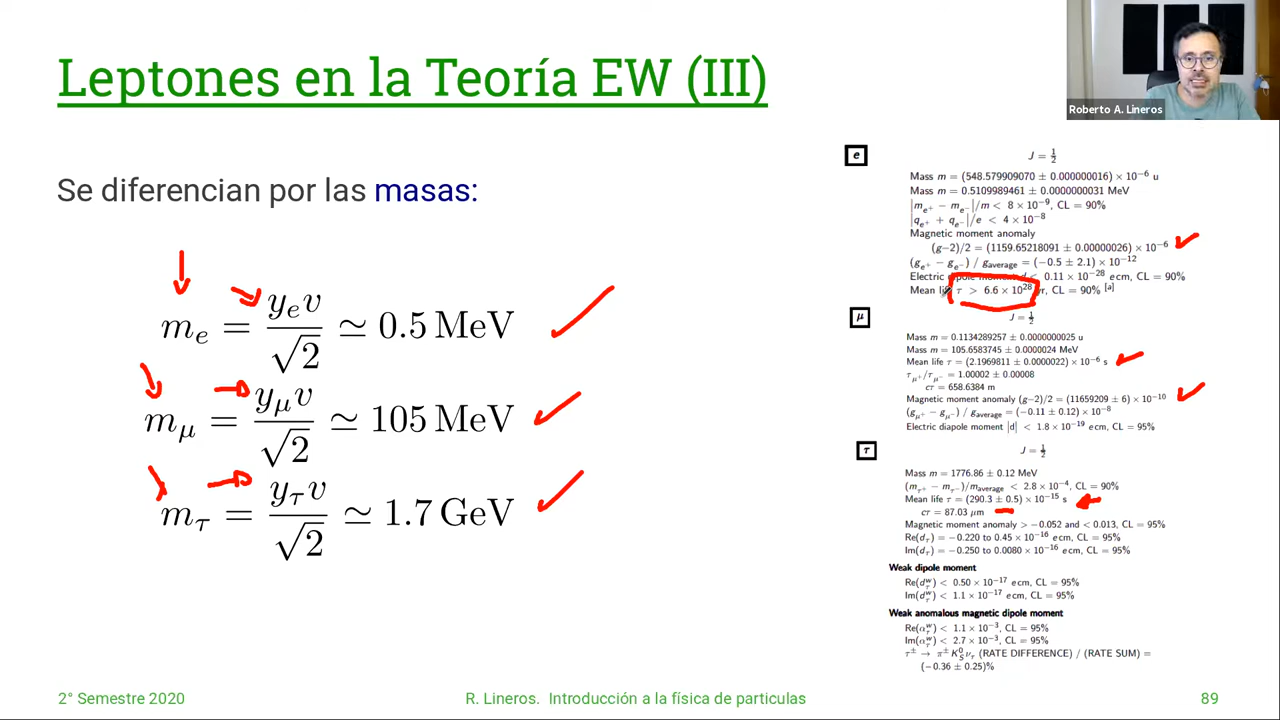 Leptones en la Teoría EW (III)
Roberto A. Lineros
Se diferencian por las masas:
m_e = y_e v / √2 ≃ 0.5 MeV
m_μ = y_μ v / √2 ≃ 105 MeV
m_τ = y_τ v / √2 ≃ 1.7 GeV
e
J = 1/2
Mass m = (548.579909070 ± 0.000000016) × 10⁻⁶ u
Mass m = 0.5109989461 ± 0.0000000031 MeV
|m_e⁺ − m_e⁻|/m < 8 × 10⁻⁹, CL = 90%
|q_e⁺ + q_e⁻|/e < 4 × 10⁻⁸
Magnetic moment anomaly
(g−2)/2 = (1159.65218091 ± 0.00000026) × 10⁻⁶
(g_e⁺ − g_e⁻) / g_average = (−0.5 ± 2.1) × 10⁻¹²
Electric dipole moment d < 0.11 × 10⁻²⁸ e cm, CL = 90%
Mean life τ > 6.6 × 10²⁸ yr, CL = 90% [a]
μ
J = 1/2
Mass m = 0.1134289257 ± 0.0000000025 u
Mass m = 105.6583745 ± 0.0000024 MeV
Mean life τ = (2.1969811 ± 0.0000022) × 10⁻⁶ s
τ_μ⁺/τ_μ⁻ = 1.00002 ± 0.00008
cτ = 658.6384 m
Magnetic moment anomaly (g−2)/2 = (11659209 ± 6) × 10⁻¹⁰
(g_μ⁺ − g_μ⁻) / g_average = (−0.11 ± 0.12) × 10⁻⁸
Electric diapole moment |d| < 1.8 × 10⁻¹⁹ e cm, CL = 95%
τ
J = 1/2
Mass m = 1776.86 ± 0.12 MeV
(m_τ⁺ − m_τ⁻)/m_average < 2.8 × 10⁻⁴, CL = 90%
Mean life τ = (290.3 ± 0.5) × 10⁻¹⁵ s
cτ = 87.03 μm
Magnetic moment anomaly > −0.052 and < 0.013, CL = 95%
Re(d_τ) = −0.220 to 0.45 × 10⁻¹⁶ e cm, CL = 95%
Im(d_τ) = −0.250 to 0.0080 × 10⁻¹⁶ e cm, CL = 95%
Weak dipole moment
Re(d_τ^w) < 0.50 × 10⁻¹⁷ e cm, CL = 95%
Im(d_τ^w) < 1.1 × 10⁻¹⁷ e cm, CL = 95%
Weak anomalous magnetic dipole moment
Re(α_τ^w) < 1.1 × 10⁻³, CL = 95%
Im(α_τ^w) < 2.7 × 10⁻³, CL = 95%
τ^± → π^± K_S^0 ν_τ (RATE DIFFERENCE) / (RATE SUM) =
(−0.36 ± 0.25)%
2° Semestre 2020
R. Lineros. Introducción a la física de particulas
89